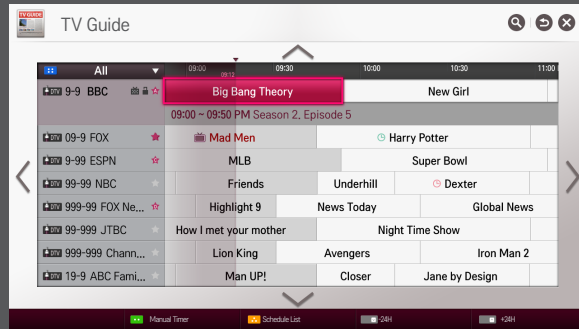 TV GUIDE
TV Guide
All ▼ 09:00 09:30 10:00 10:30 11:00
09:12
DTV 9-9 BBC Big Bang Theory New Girl
09:00 ~ 09:50 PM Season 2, Episode 5
DTV 09-9 FOX Mad Men Harry Potter
DTV 9-99 ESPN MLB Super Bowl
DTV 99-99 NBC Friends Underhill Dexter
DTV 999-99 FOX Ne... Highlight 9 News Today Global News
DTV 99-999 JTBC How I met your mother Night Time Show
DTV 999-999 Chann... Lion King Avengers Iron Man 2
DTV 19-9 ABC Fami... Man UP! Closer Jane by Design
Manual Timer Schedule List -24H +24H